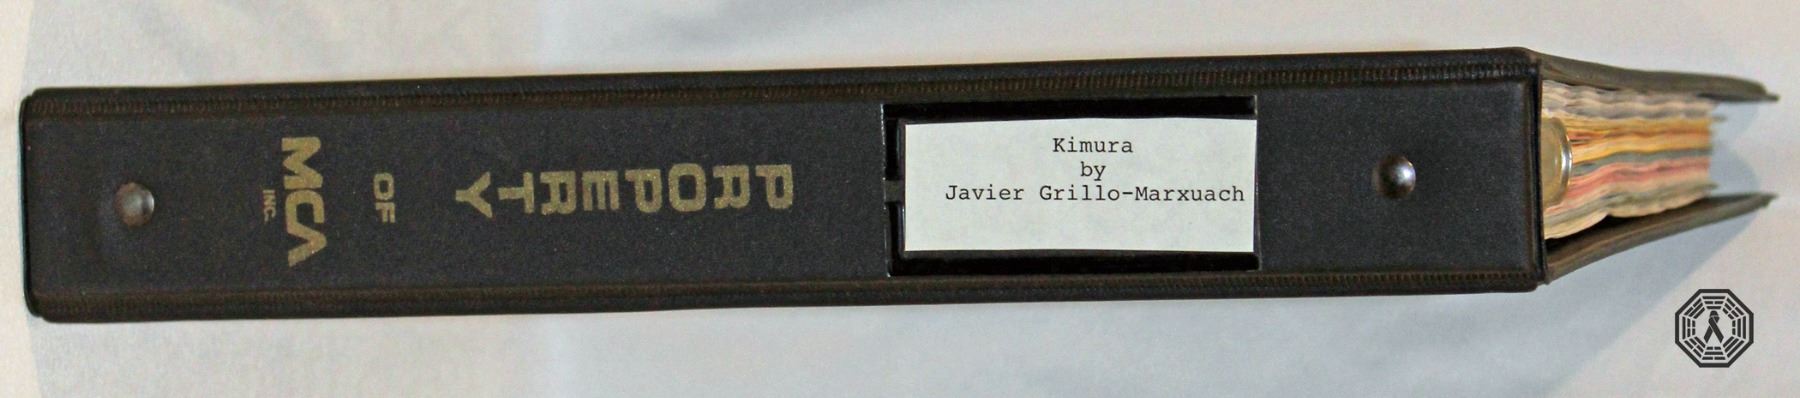 PROPERTY
OF
MCA
INC.
Kimura
by
Javier Grillo-Marxuach